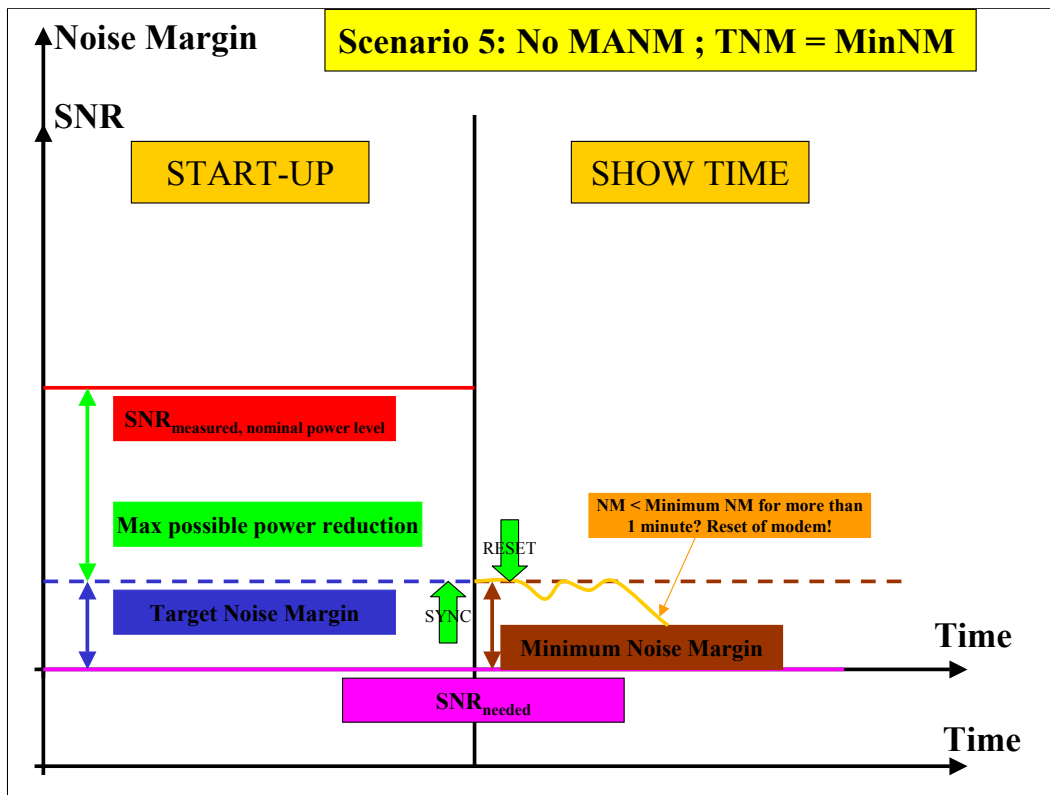 Noise Margin
Scenario 5: No MANM ; TNM = MinNM
SNR
START-UP
SHOW TIME
SNRmeasured, nominal power level
Max possible power reduction
NM < Minimum NM for more than
1 minute? Reset of modem!
RESET
Target Noise Margin
SYNC
Minimum Noise Margin
Time
SNRneeded
Time